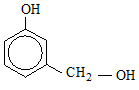 OH
CH₂ — OH